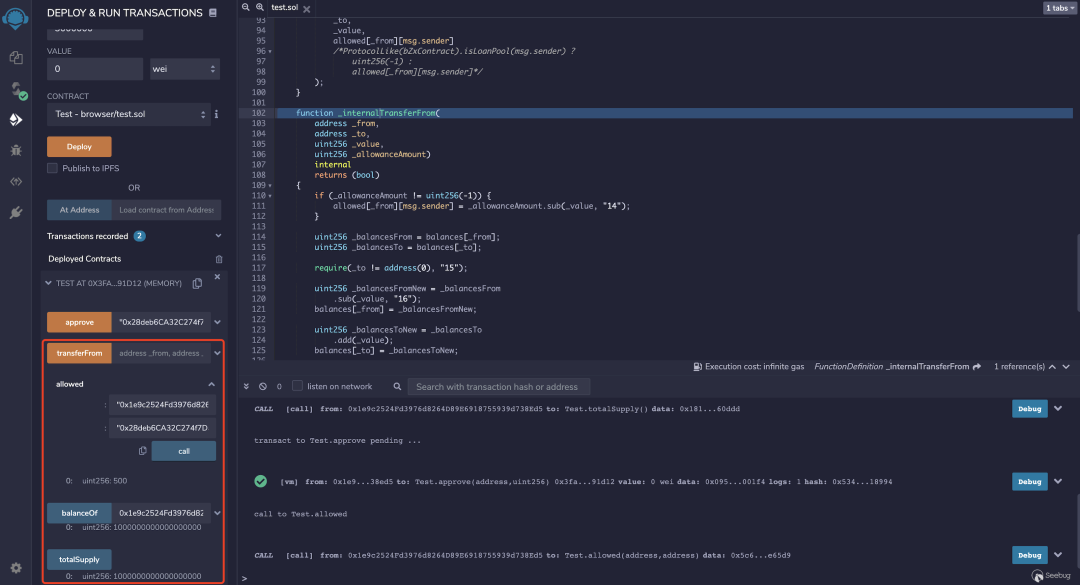 DEPLOY & RUN TRANSACTIONS
VALUE
0
wei
CONTRACT
Test - browser/test.sol
Deploy
Publish to IPFS
OR
At Address
Load contract from Address
Transactions recorded 2
Deployed Contracts
TEST AT 0X3FA...91D12 (MEMORY)
approve
"0x28deb6CA32C274f7
transferFrom
address _from, address
allowed
:
"0x1e9c2524Fd3976d826
:
"0x28deb6CA32C274f7D
call
0: uint256: 500
balanceOf
0x1e9c2524Fd3976d82
0: uint256: 1000000000000000000
totalSupply
0: uint256: 1000000000000000000
test.sol
1 tabs
93 _to,
94 _value,
95 allowed[_from][msg.sender]
96 /*ProtocolLike(bZxContract).isLoanPool(msg.sender) ?
97 uint256(-1) :
98 allowed[_from][msg.sender]*/
99 );
100 }
101
102 function _internalTransferFrom(
103 address _from,
104 address _to,
105 uint256 _value,
106 uint256 _allowanceAmount)
107 internal
108 returns (bool)
109 {
110 if (_allowanceAmount != uint256(-1)) {
111 allowed[_from][msg.sender] = _allowanceAmount.sub(_value, "14");
112 }
113
114 uint256 _balancesFrom = balances[_from];
115 uint256 _balancesTo = balances[_to];
116
117 require(_to != address(0), "15");
118
119 uint256 _balancesFromNew = _balancesFrom
120 .sub(_value, "16");
121 balances[_from] = _balancesFromNew;
122
123 uint256 _balancesToNew = _balancesTo
124 .add(_value);
125 balances[_to] = _balancesToNew;
Execution cost: infinite gas FunctionDefinition _internalTransferFrom 1 reference(s)
0 listen on network Search with transaction hash or address
CALL [call] from: 0x1e9c2524Fd3976d8264D89E6918755939d738Ed5 to: Test.totalSupply() data: 0x181...60ddd
Debug
transact to Test.approve pending ...
[vm] from: 0x1e9...38ed5 to: Test.approve(address,uint256) 0x3fa...91d12 value: 0 wei data: 0x095...001f4 logs: 1 hash: 0x534...18994
Debug
call to Test.allowed
CALL [call] from: 0x1e9c2524Fd3976d8264D89E6918755939d738Ed5 to: Test.allowed(address,address) data: 0x5c6...e65d9
Debug
>
Seebug